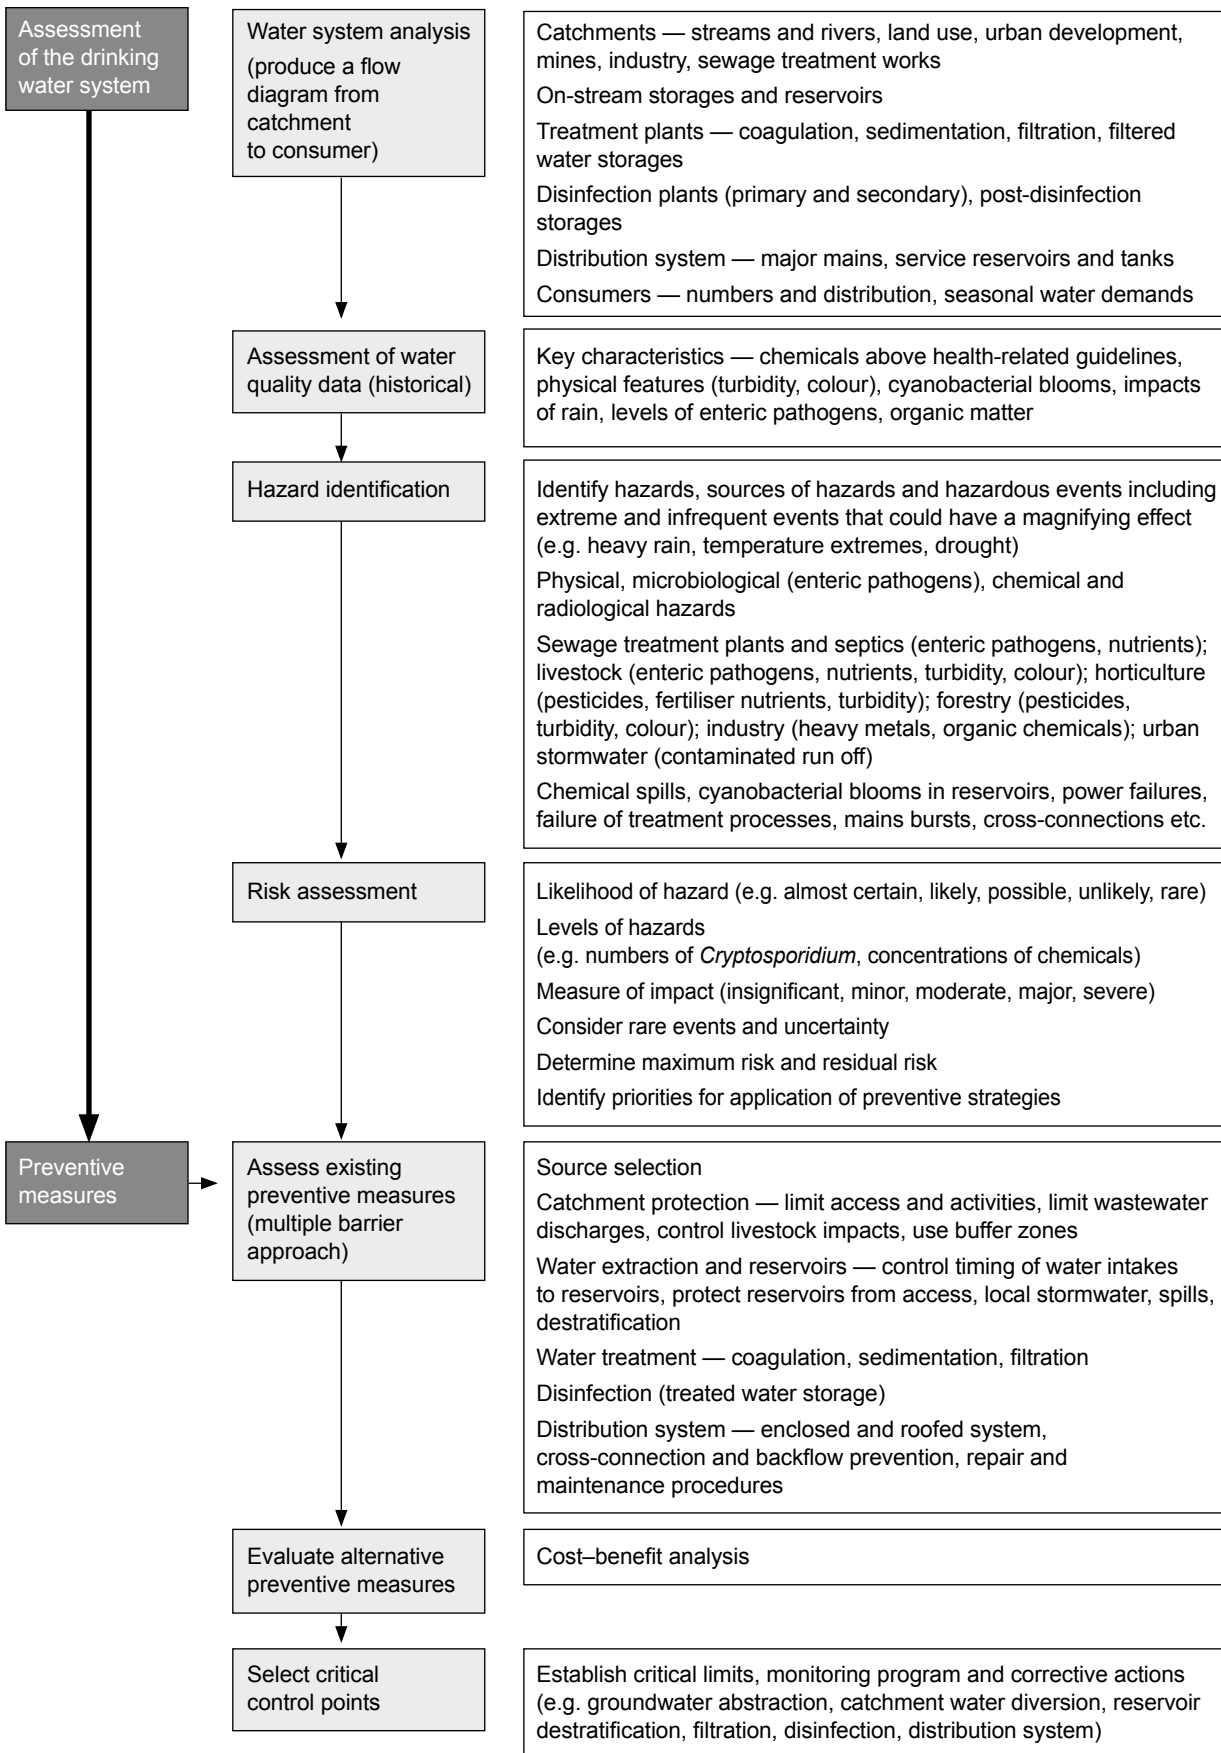 Assessment
of the drinking
water system
Water system analysis
(produce a flow
diagram from
catchment
to consumer)
Catchments — streams and rivers, land use, urban development,
mines, industry, sewage treatment works
On-stream storages and reservoirs
Treatment plants — coagulation, sedimentation, filtration, filtered
water storages
Disinfection plants (primary and secondary), post-disinfection
storages
Distribution system — major mains, service reservoirs and tanks
Consumers — numbers and distribution, seasonal water demands
Assessment of water
quality data (historical)
Key characteristics — chemicals above health-related guidelines,
physical features (turbidity, colour), cyanobacterial blooms, impacts
of rain, levels of enteric pathogens, organic matter
Hazard identification
Identify hazards, sources of hazards and hazardous events including
extreme and infrequent events that could have a magnifying effect
(e.g. heavy rain, temperature extremes, drought)
Physical, microbiological (enteric pathogens), chemical and
radiological hazards
Sewage treatment plants and septics (enteric pathogens, nutrients);
livestock (enteric pathogens, nutrients, turbidity, colour); horticulture
(pesticides, fertiliser nutrients, turbidity); forestry (pesticides,
turbidity, colour); industry (heavy metals, organic chemicals); urban
stormwater (contaminated run off)
Chemical spills, cyanobacterial blooms in reservoirs, power failures,
failure of treatment processes, mains bursts, cross-connections etc.
Risk assessment
Likelihood of hazard (e.g. almost certain, likely, possible, unlikely, rare)
Levels of hazards
(e.g. numbers of Cryptosporidium, concentrations of chemicals)
Measure of impact (insignificant, minor, moderate, major, severe)
Consider rare events and uncertainty
Determine maximum risk and residual risk
Identify priorities for application of preventive strategies
Preventive
measures
Assess existing
preventive measures
(multiple barrier
approach)
Source selection
Catchment protection — limit access and activities, limit wastewater
discharges, control livestock impacts, use buffer zones
Water extraction and reservoirs — control timing of water intakes
to reservoirs, protect reservoirs from access, local stormwater, spills,
destratification
Water treatment — coagulation, sedimentation, filtration
Disinfection (treated water storage)
Distribution system — enclosed and roofed system,
cross-connection and backflow prevention, repair and
maintenance procedures
Evaluate alternative
preventive measures
Cost–benefit analysis
Select critical
control points
Establish critical limits, monitoring program and corrective actions
(e.g. groundwater abstraction, catchment water diversion, reservoir
destratification, filtration, disinfection, distribution system)